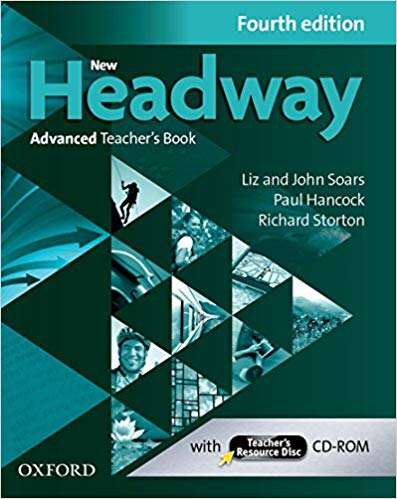 Fourth edition
New
Headway
Advanced Teacher's Book
Liz and John Soars
Paul Hancock
Richard Storton
with Teacher's Resource Disc CD-ROM
OXFORD